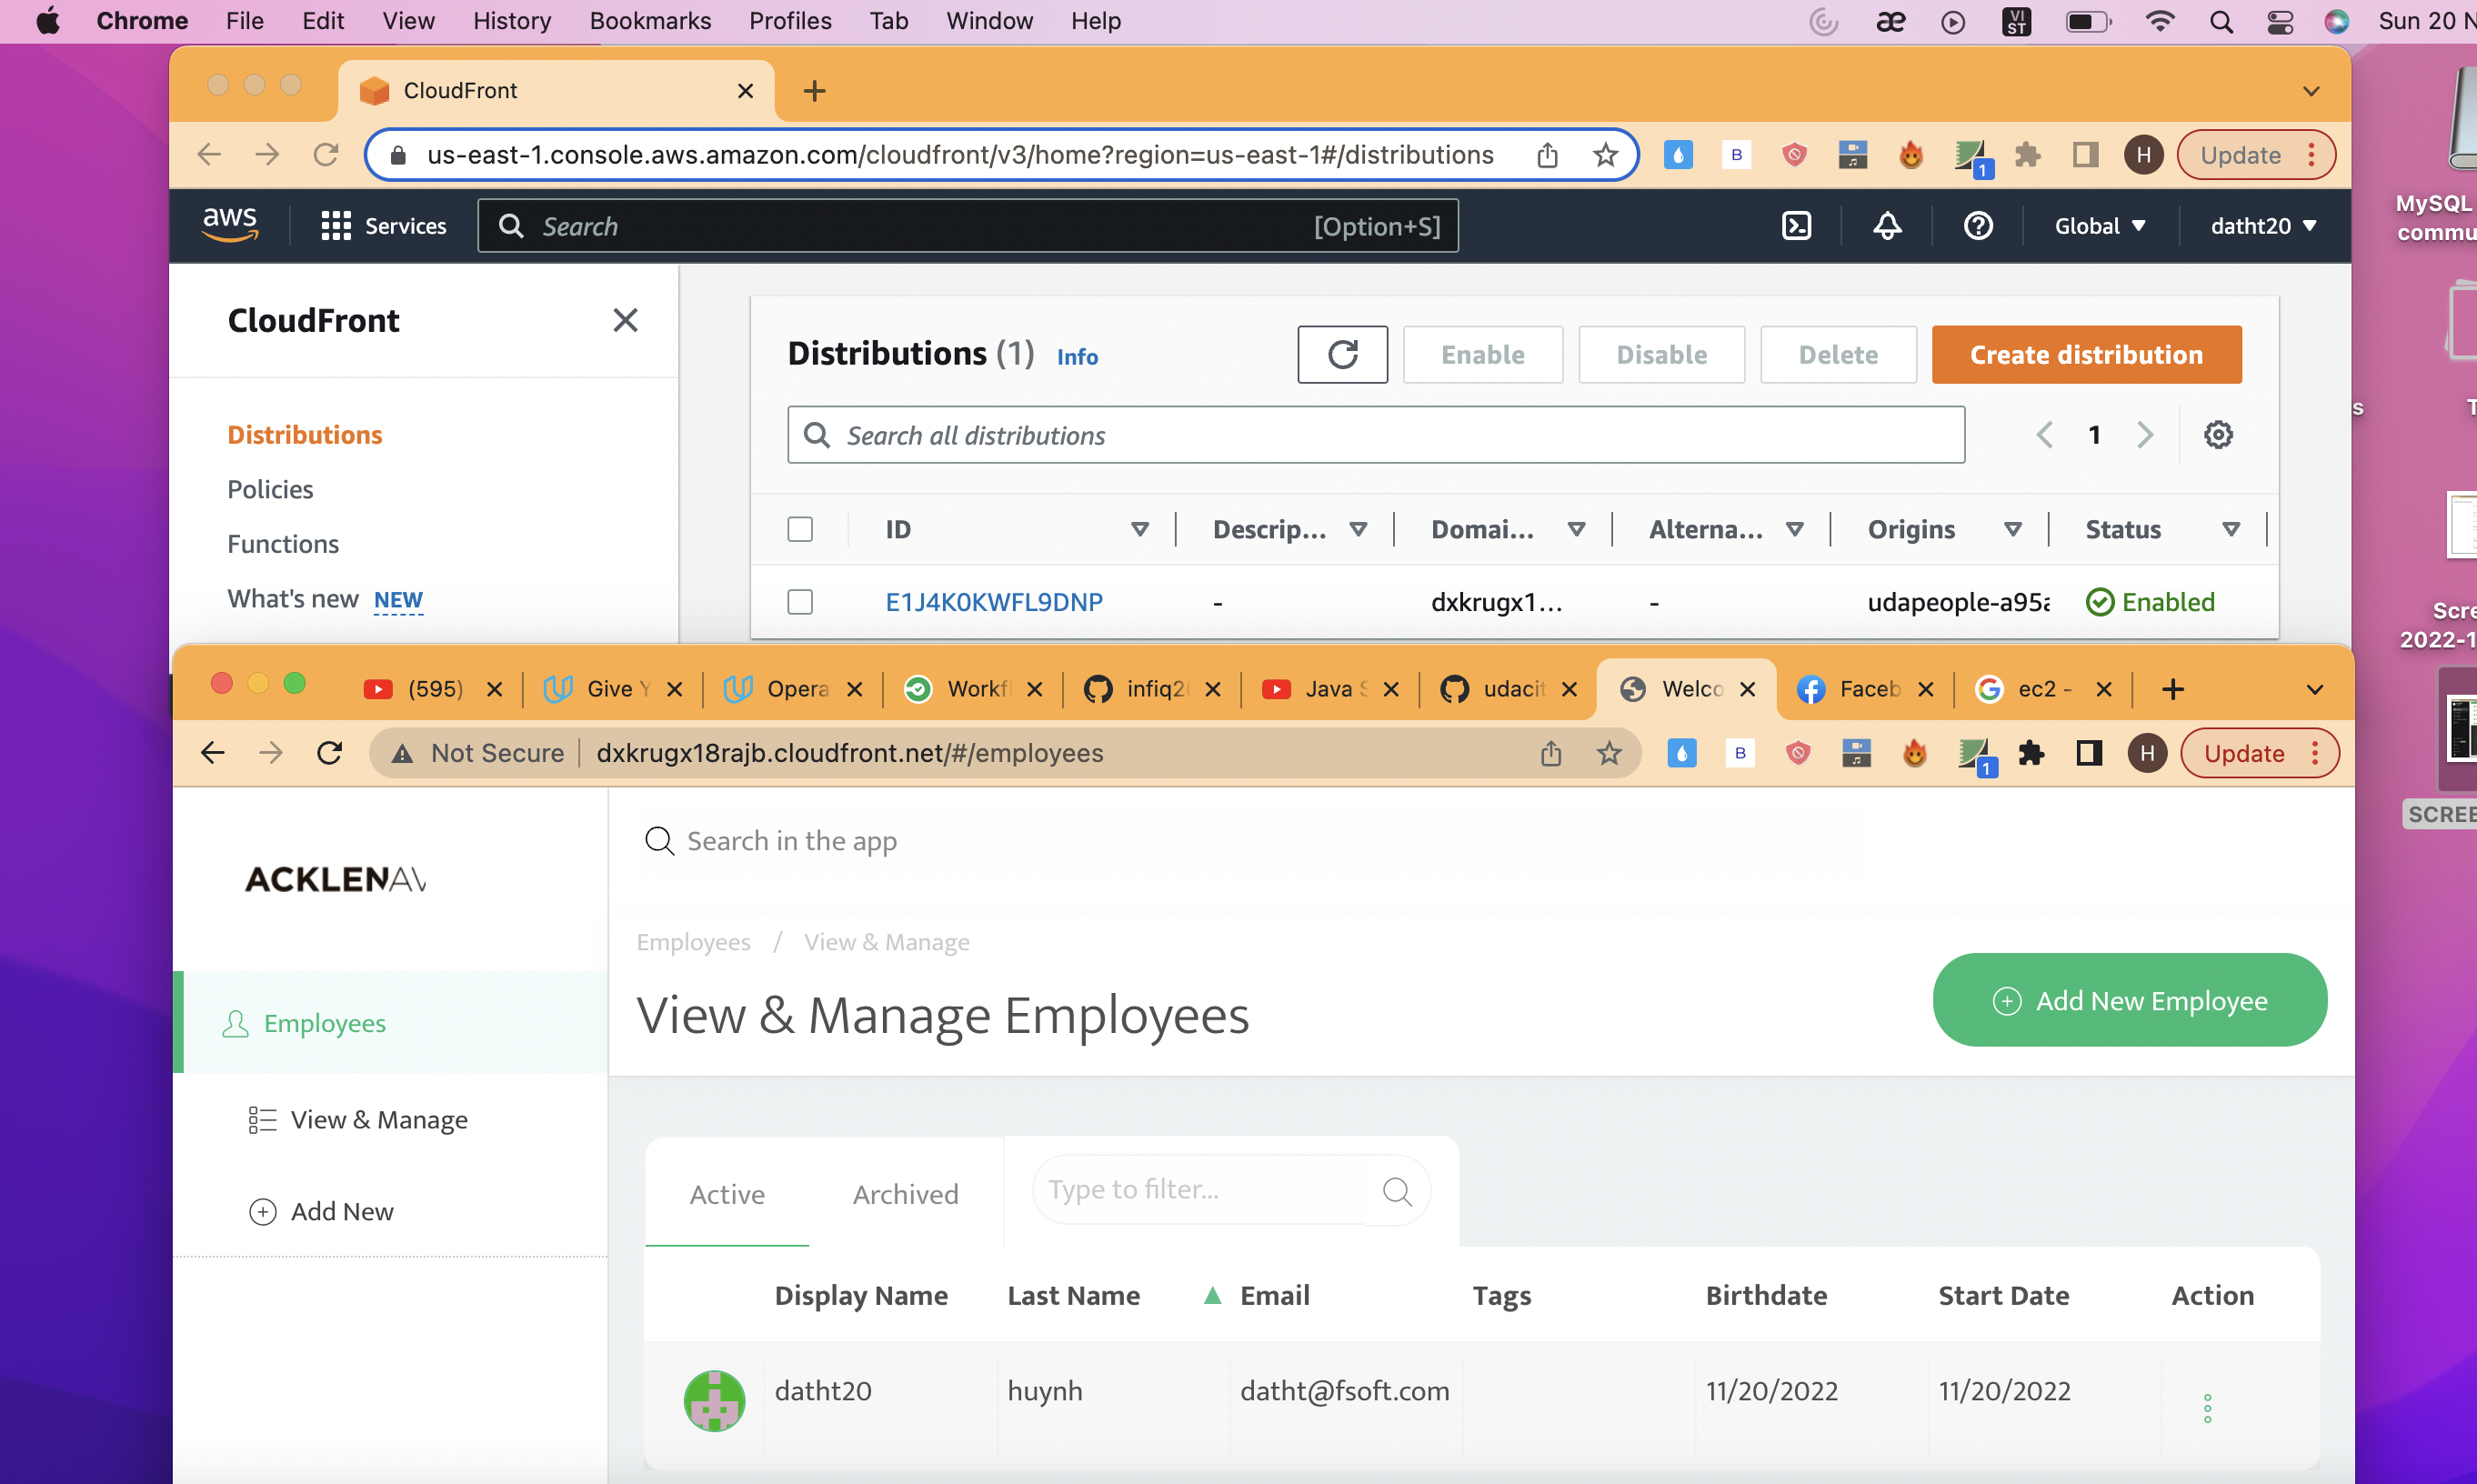 Chrome File Edit View History Bookmarks Profiles Tab Window Help VI ST Sun 20 N
CloudFront
us-east-1.console.aws.amazon.com/cloudfront/v3/home?region=us-east-1#/distributions B 1 H Update
aws Services Search [Option+S] Global datht20
MySQL
commu
CloudFront
Distributions (1) Info Enable Disable Delete Create distribution
Distributions
Search all distributions 1
Policies
Functions
What's new NEW
ID Descrip... Domai... Alterna... Origins Status
E1J4K0KWFL9DNP - dxkrugx1... - udapeople-a95a Enabled
Scre
2022-1
(595) Give Y Opera Workfl infiq2 Java S udacit Welco Faceb ec2 -
Not Secure dxkrugx18rajb.cloudfront.net/#/employees B 1 H Update
SCREE
Search in the app
ACKLENAV
Employees / View & Manage
View & Manage Employees
Add New Employee
Employees
View & Manage
Add New
Active Archived Type to filter...
Display Name Last Name Email Tags Birthdate Start Date Action
datht20 huynh datht@fsoft.com 11/20/2022 11/20/2022